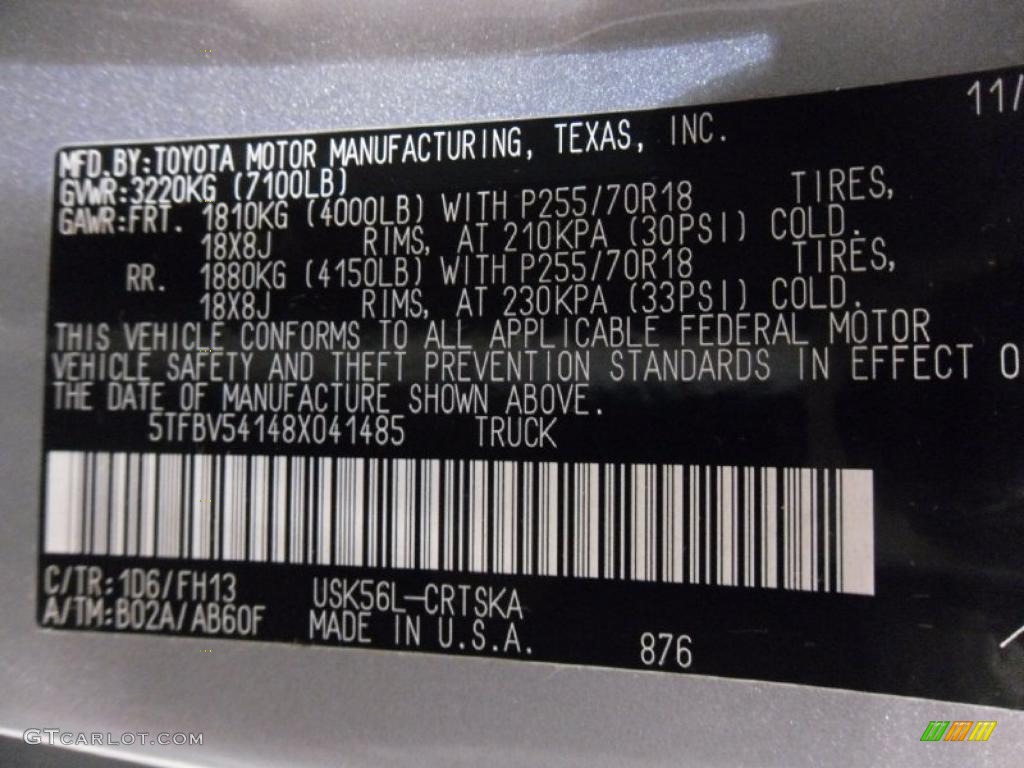 11/
MFD.BY:TOYOTA MOTOR MANUFACTURING, TEXAS, INC.
GVWR:3220KG (7100LB)
GAWR:FRT. 1810KG (4000LB) WITH P255/70R18 TIRES,
18X8J RIMS, AT 210KPA (30PSI) COLD.
RR. 1880KG (4150LB) WITH P255/70R18 TIRES,
18X8J RIMS, AT 230KPA (33PSI) COLD.
THIS VEHICLE CONFORMS TO ALL APPLICABLE FEDERAL MOTOR
VEHICLE SAFETY AND THEFT PREVENTION STANDARDS IN EFFECT O
THE DATE OF MANUFACTURE SHOWN ABOVE.
5TFBV54148X041485 TRUCK
C/TR:1D6/FH13 USK56L-CRTSKA
A/TM:B02A/AB60F MADE IN U.S.A. 876
GTCARLOT.COM